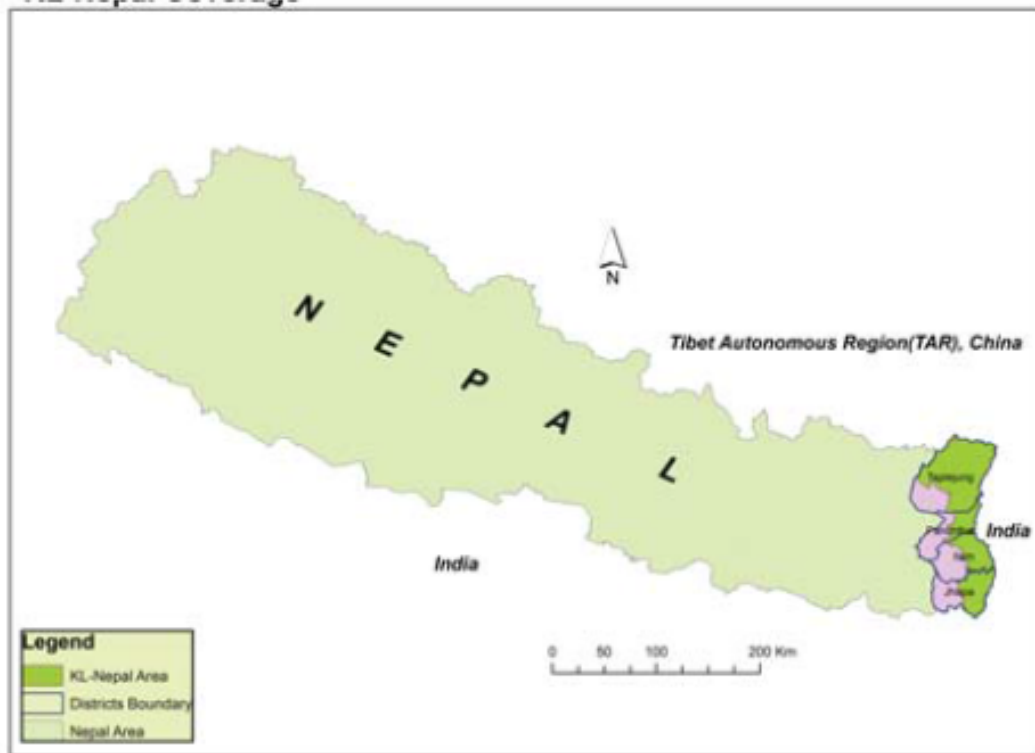 N
N E P A L
Tibet Autonomous Region(TAR), China
Taplejung
India
Ilam
Jhapa
India
Legend
KL-Nepal Area
Districts Boundary
Nepal Area
0 50 100 200 Km